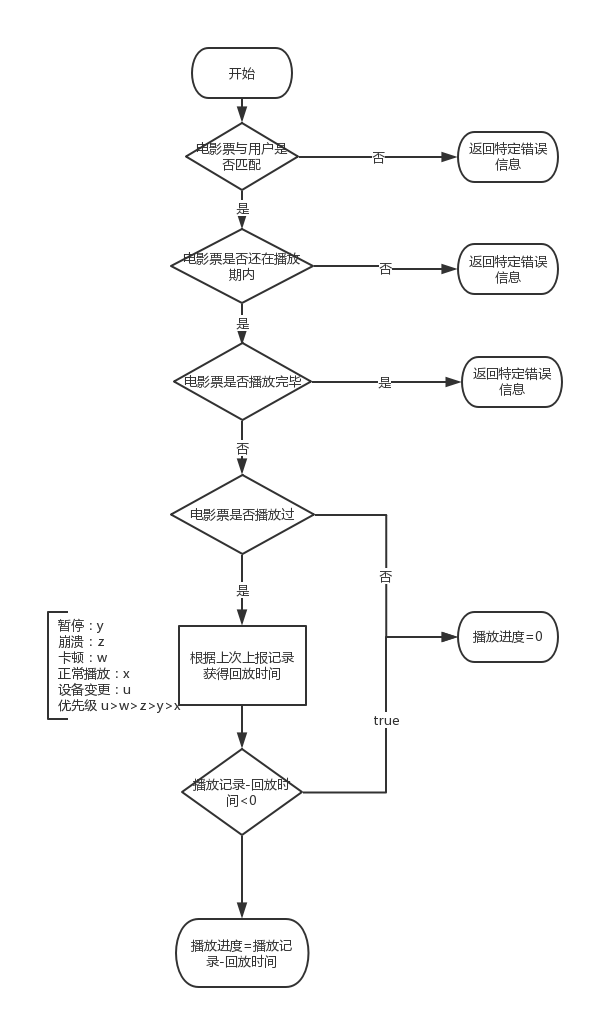 开始
电影票与用户是
否匹配
否
返回特定错误
信息
是
电影票是否还在播放
期内
否
返回特定错误
信息
是
电影票是否播放完毕
是
返回特定错误
信息
否
电影票是否播放过
否
是
暂停：y
崩溃：z
卡顿：w
正常播放：x
设备变更：u
优先级 u>w>z>y>x
根据上次上报记录
获得回放时间
播放进度=0
true
播放记录-回放时
间<0
播放进度=播放记
录-回放时间